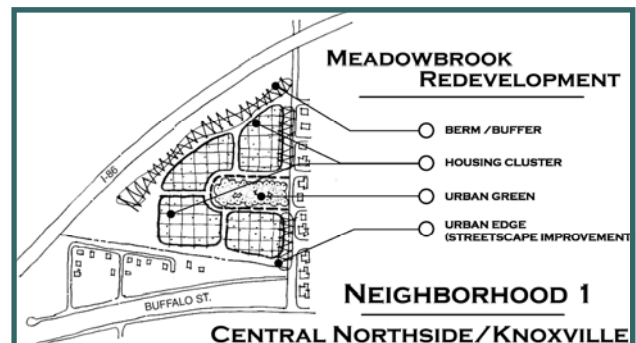 MEADOWBROOK
REDEVELOPMENT
BERM / BUFFER
HOUSING CLUSTER
URBAN GREEN
URBAN EDGE
(STREETSCAPE IMPROVEMENT
I-86
BUFFALO ST.
NEIGHBORHOOD 1
CENTRAL NORTHSIDE/KNOXVILLE